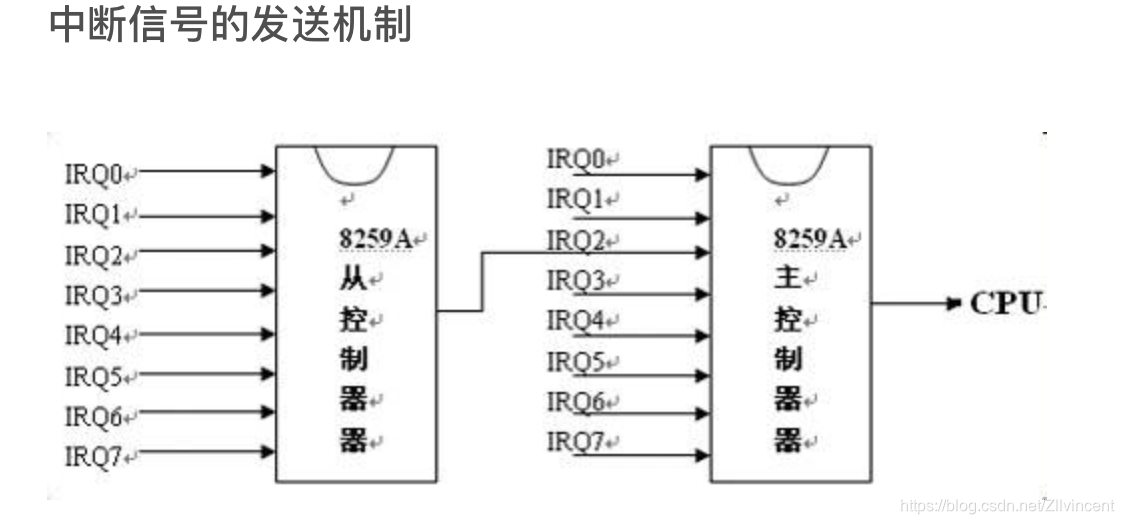 中断信号的发送机制
IRQ0
IRQ1
IRQ2
IRQ3
IRQ4
IRQ5
IRQ6
IRQ7
8259A
从
控
制
器
器
IRQ0
IRQ1
IRQ2
IRQ3
IRQ4
IRQ5
IRQ6
IRQ7
8259A
主
控
制
器
器
CPU
https://blog.csdn.net/Zllvincent